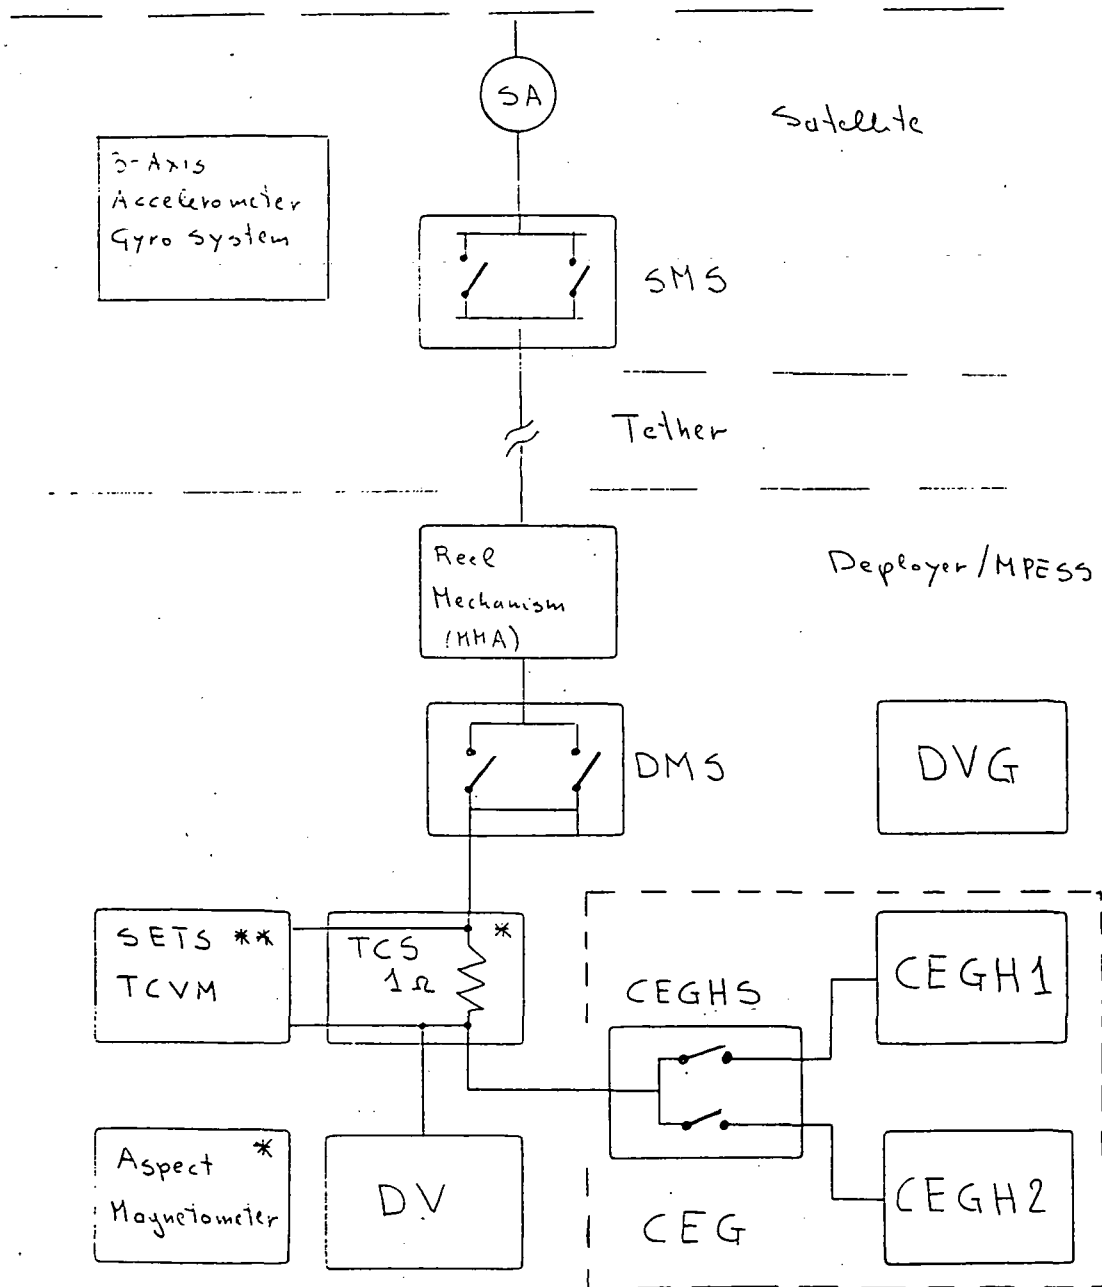 SA
Satellite
3-Axis
Accelerometer
Gyro System
SMS
Tether
Reel
Mechanism
(MMA)
Deployer/MPESS
DMS
DVG
SETS **
TCVM
TCS *
1Ω
CEGHS
CEGH1
Aspect *
Magnetometer
DV
CEG
CEGH2